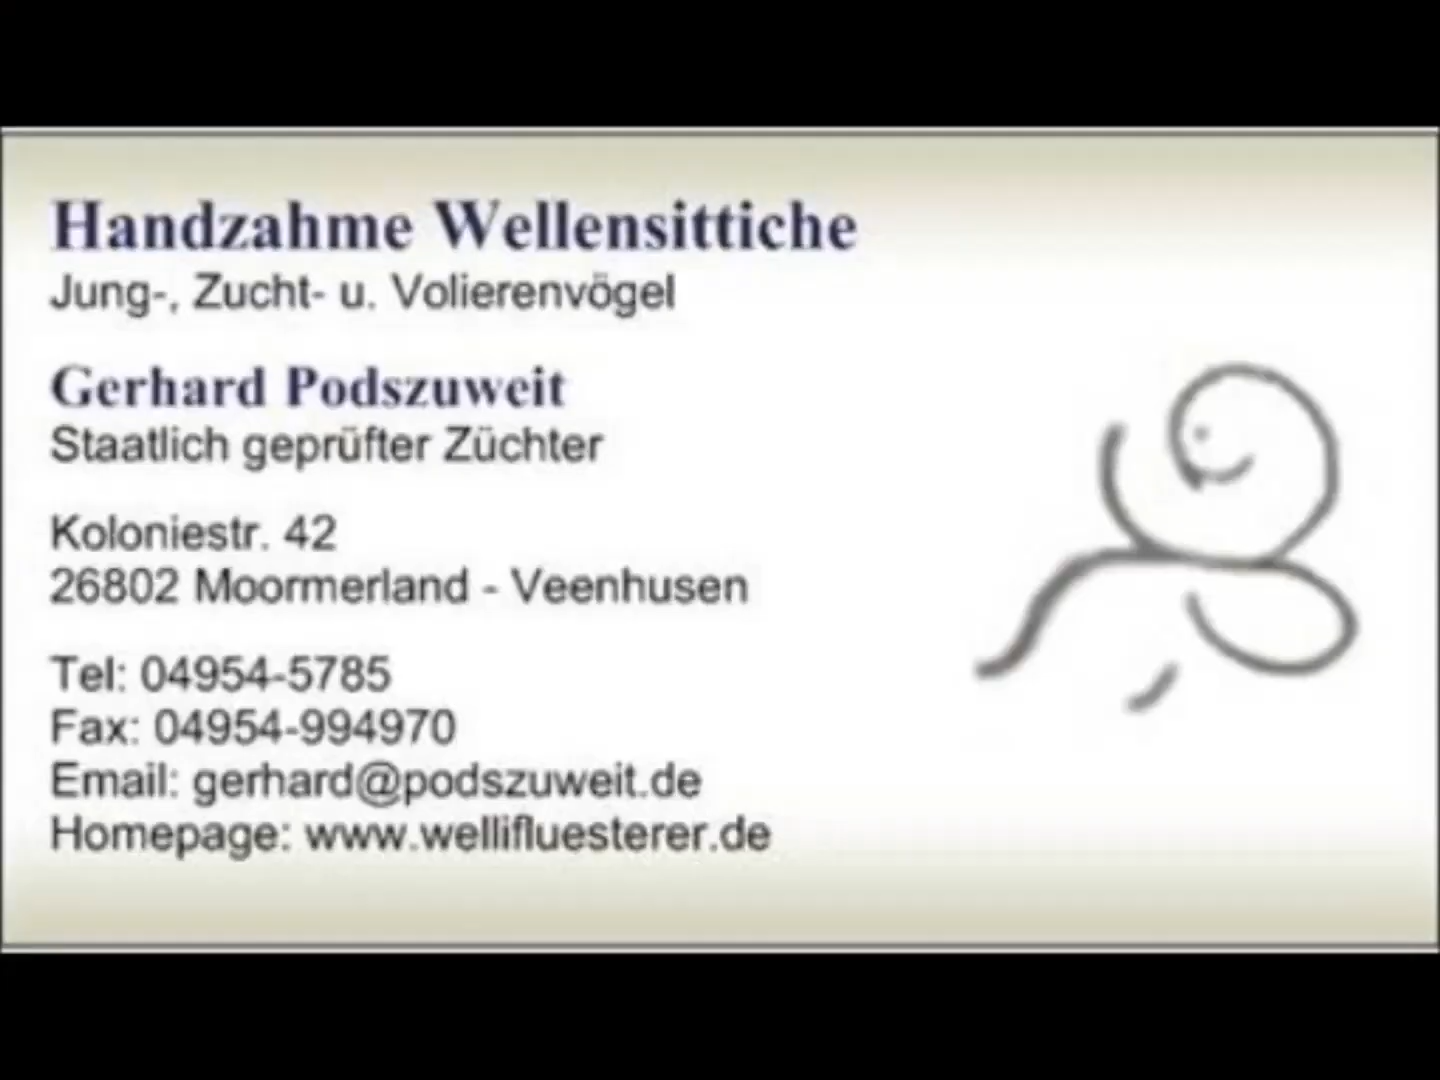 Handzahme Wellensittiche
Jung-, Zucht- u. Volierenvögel
Gerhard Podszuweit
Staatlich geprüfter Züchter
Koloniestr. 42
26802 Moormerland - Veenhusen
Tel: 04954-5785
Fax: 04954-994970
Email: gerhard@podszuweit.de
Homepage: www.wellifluesterer.de